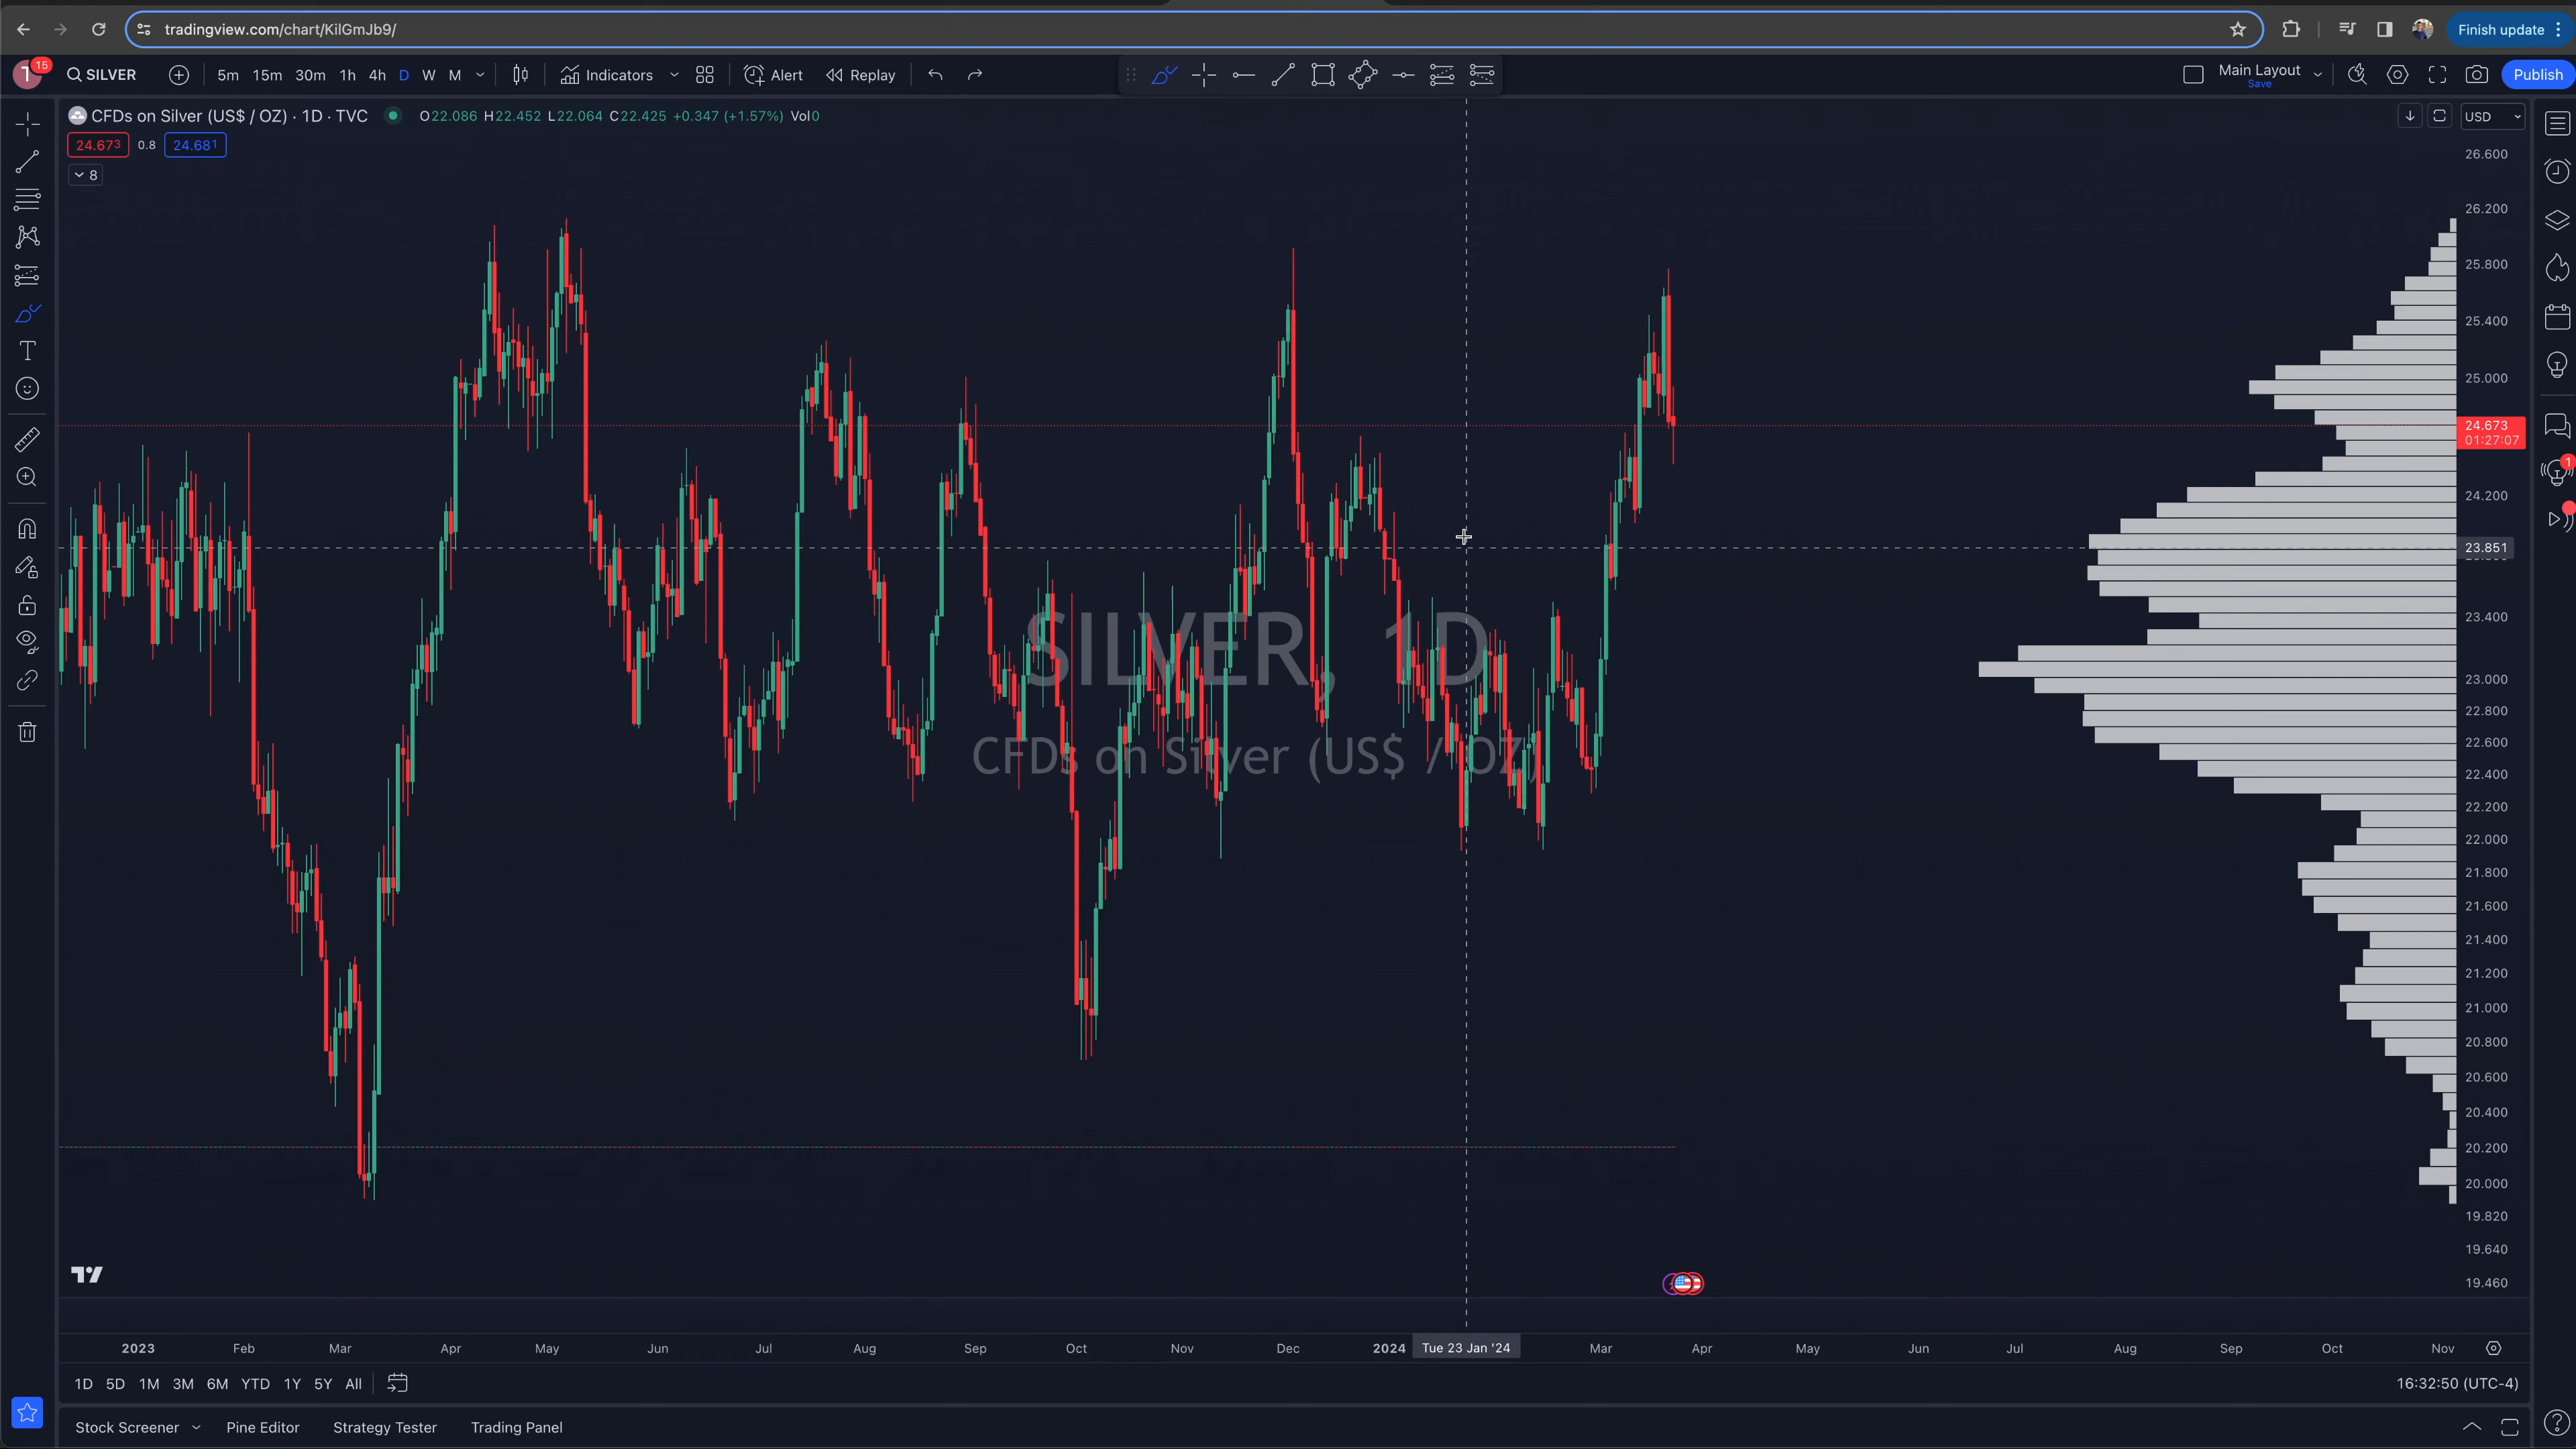 tradingview.com/chart/KilGmJb9/
Finish update
15
SILVER
5m 15m 30m 1h 4h D W M
Indicators
Alert
Replay
Main Layout
Save
Publish
CFDs on Silver (US$ / OZ) · 1D · TVC
O22.086 H22.452 L22.064 C22.425 +0.347 (+1.57%) Vol0
USD
24.673 0.8 24.681
8
26.600
26.200
25.800
25.400
25.000
24.673
01:27:07
24.200
23.851
23.400
23.000
22.800
22.600
22.400
22.200
22.000
21.800
21.600
21.400
21.200
21.000
20.800
20.600
20.400
20.200
20.000
19.820
19.640
19.460
SILVER, 1D
CFDs on Silver (US$ / OZ)
1
2023 Feb Mar Apr May Jun Jul Aug Sep Oct Nov Dec 2024 Tue 23 Jan '24 Mar Apr May Jun Jul Aug Sep Oct Nov
1D 5D 1M 3M 6M YTD 1Y 5Y All
16:32:50 (UTC-4)
Stock Screener Pine Editor Strategy Tester Trading Panel